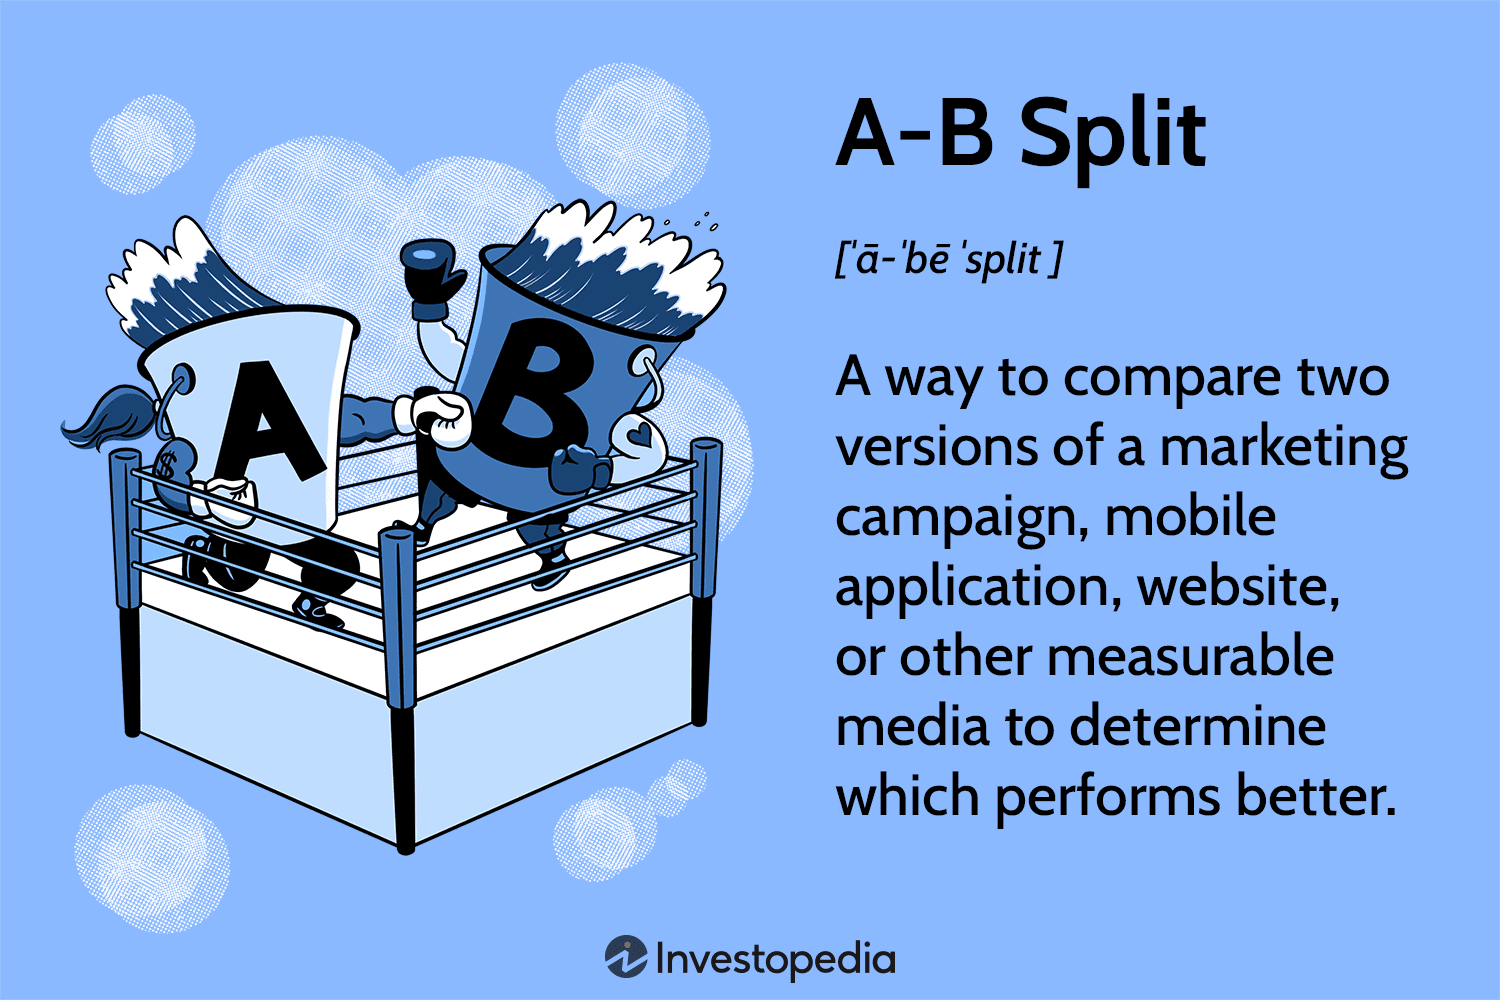 A-B Split
[ˈā-ˈbē ˈsplit ]
A
B
$
A way to compare two
versions of a marketing
campaign, mobile
application, website,
or other measurable
media to determine
which performs better.
Investopedia